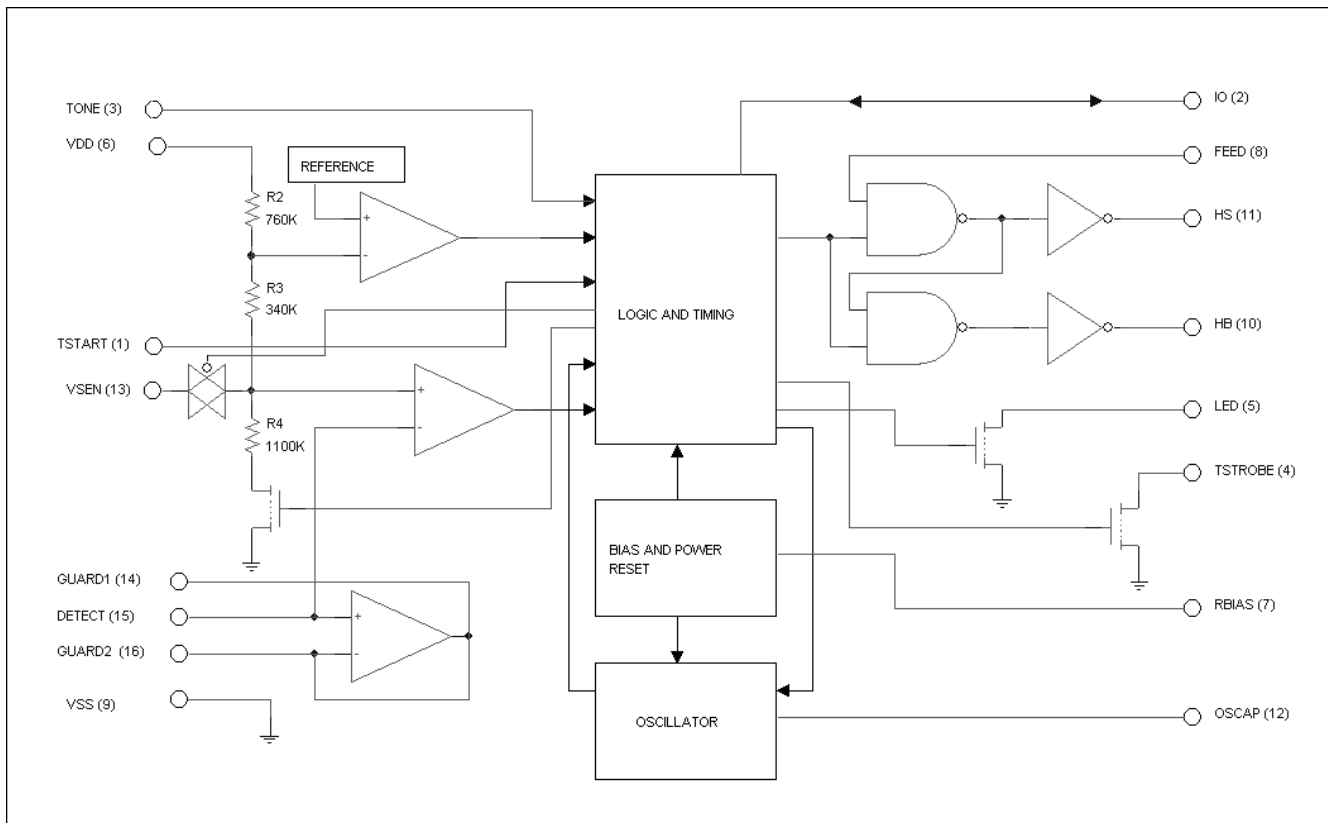 TONE (3)
VDD (6)
REFERENCE
R2
760K
+
-
R3
340K
TSTART (1)
VSEN (13)
R4
1100K
+
-
GUARD1 (14)
DETECT (15)
GUARD2 (16)
VSS (9)
+
-
LOGIC AND TIMING
BIAS AND POWER
RESET
OSCILLATOR
IO (2)
FEED (8)
HS (11)
HB (10)
LED (5)
TSTROBE (4)
RBIAS (7)
OSCAP (12)